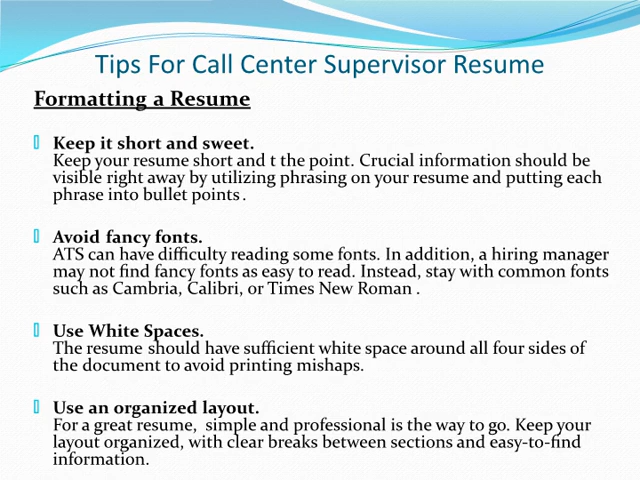 Tips For Call Center Supervisor Resume
Formatting a Resume
Keep it short and sweet.
Keep your resume short and t the point. Crucial information should be
visible right away by utilizing phrasing on your resume and putting each
phrase into bullet points .
Avoid fancy fonts.
ATS can have difficulty reading some fonts. In addition, a hiring manager
may not find fancy fonts as easy to read. Instead, stay with common fonts
such as Cambria, Calibri, or Times New Roman .
Use White Spaces.
The resume should have sufficient white space around all four sides of
the document to avoid printing mishaps.
Use an organized layout.
For a great resume,  simple and professional is the way to go. Keep your
layout organized, with clear breaks between sections and easy-to-find
information.